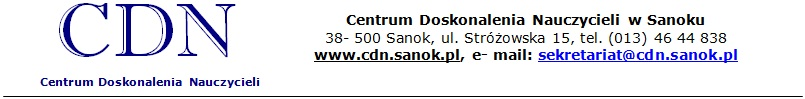 CDN
Centrum Doskonalenia Nauczycieli
Centrum Doskonalenia Nauczycieli w Sanoku
38- 500 Sanok, ul. Stróżowska 15, tel. (013) 46 44 838
www.cdn.sanok.pl, e- mail: sekretariat@cdn.sanok.pl